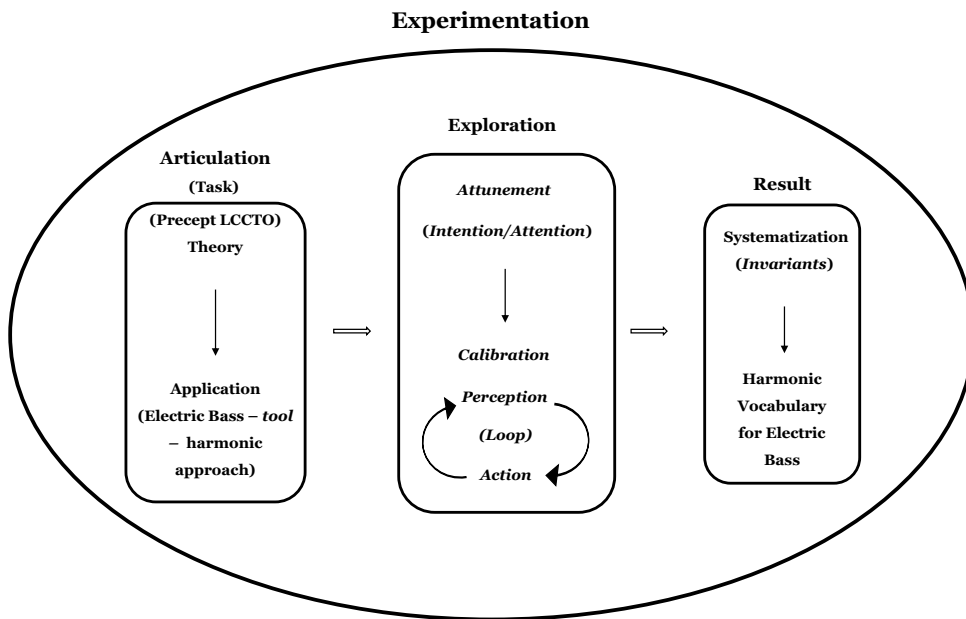 Experimentation
Articulation
(Task)
(Precept LCCTO)
Theory
Application
(Electric Bass – tool
– harmonic
approach)
Exploration
Attunement
(Intention/Attention)
Calibration
Perception
(Loop)
Action
Result
Systematization
(Invariants)
Harmonic
Vocabulary
for Electric
Bass